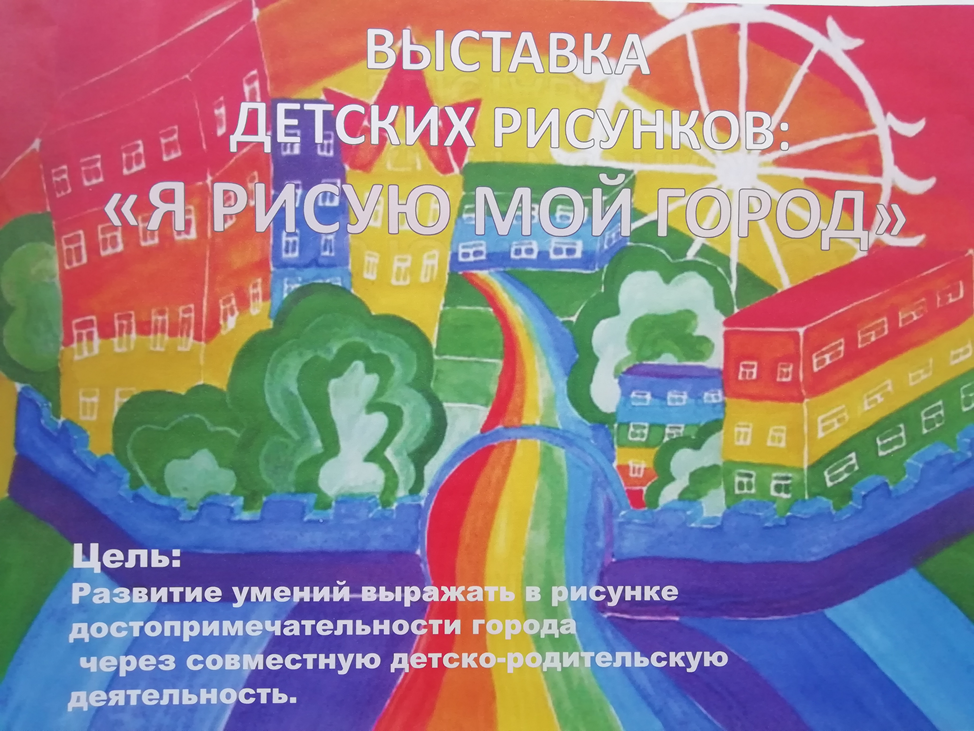 ВЫСТАВКА
ДЕТСКИХ РИСУНКОВ:
«Я РИСУЮ МОЙ ГОРОД»
Цель:
Развитие умений выражать в рисунке
достопримечательности города
через совместную детско-родительскую
деятельность.